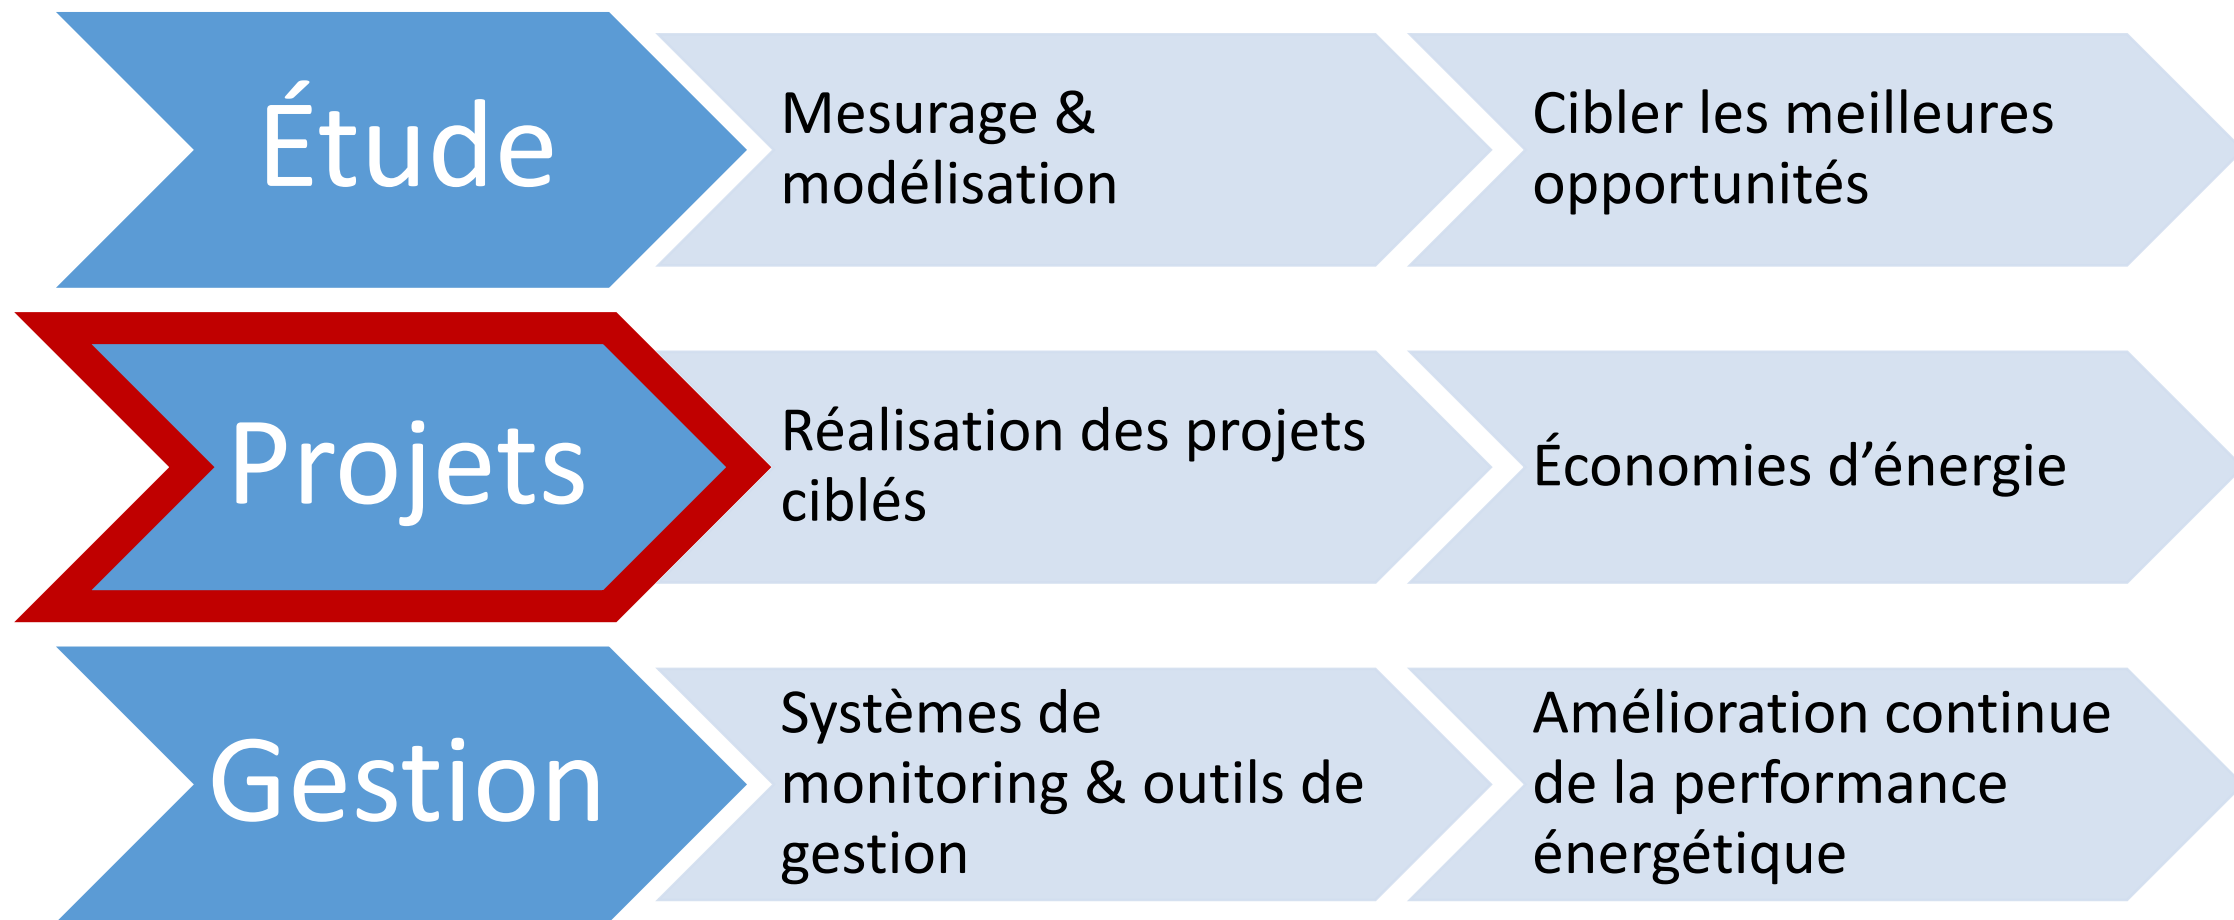 Étude
Mesurage &
modélisation
Cibler les meilleures
opportunités
Projets
Réalisation des projets
ciblés
Économies d’énergie
Gestion
Systèmes de
monitoring & outils de
gestion
Amélioration continue
de la performance
énergétique